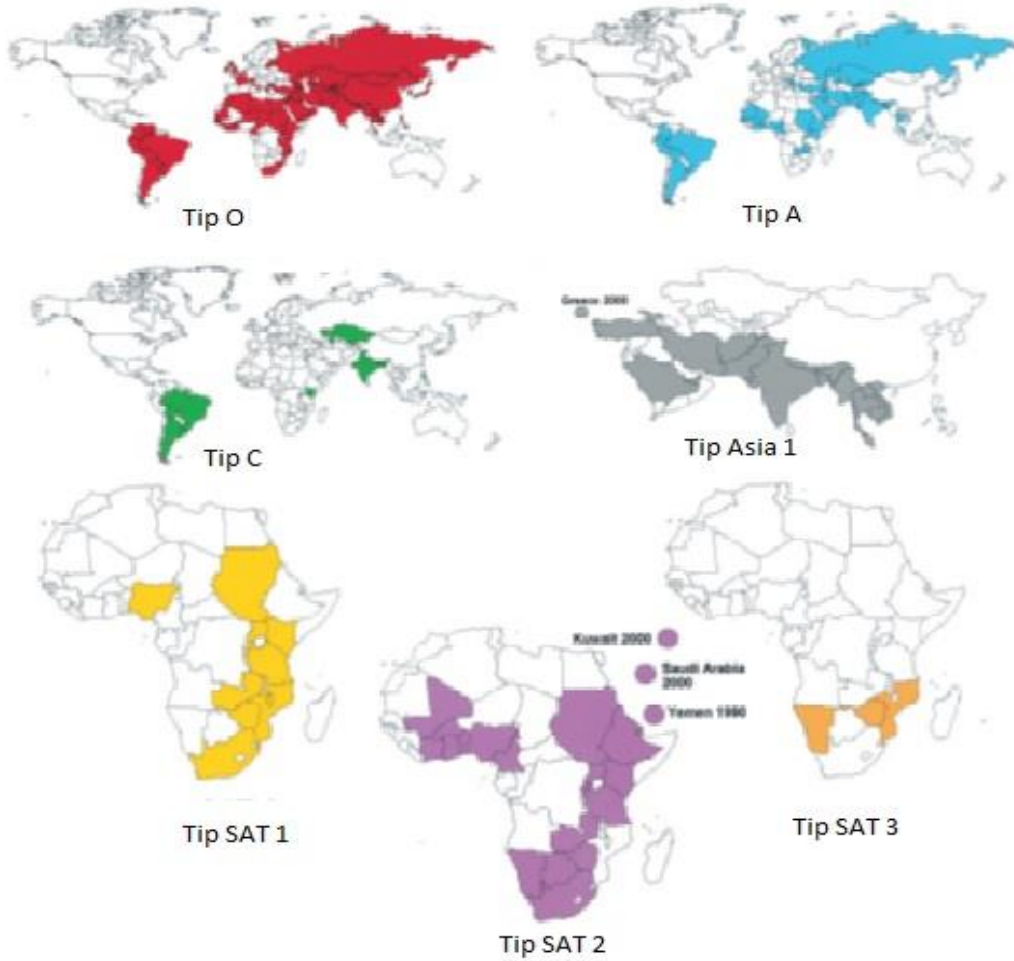 Tip O
Tip A
Greece 2000
Tip C
Tip Asia 1
Kuwait 2000
Saudi Arabia
2000
Yemen 1990
Tip SAT 1
Tip SAT 3
Tip SAT 2